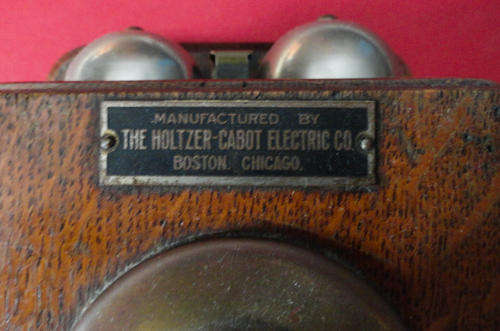 MANUFACTURED BY
THE HOLTZER-CABOT ELECTRIC CO.
BOSTON. CHICAGO.